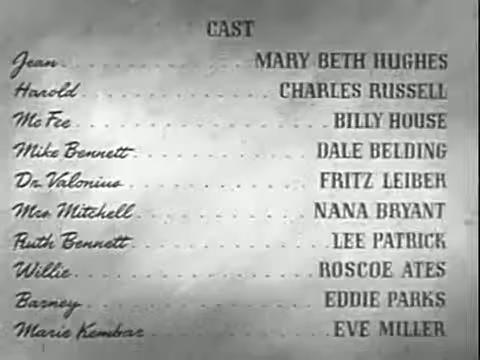 CAST
Jean MARY BETH HUGHES
Harold CHARLES RUSSELL
McFee BILLY HOUSE
Mike Bennett DALE BELDING
Dr. Valonius FRITZ LEIBER
Mrs Mitchell NANA BRYANT
Ruth Bennett LEE PATRICK
Willie ROSCOE ATES
Barney EDDIE PARKS
Marie Kembar EVE MILLER